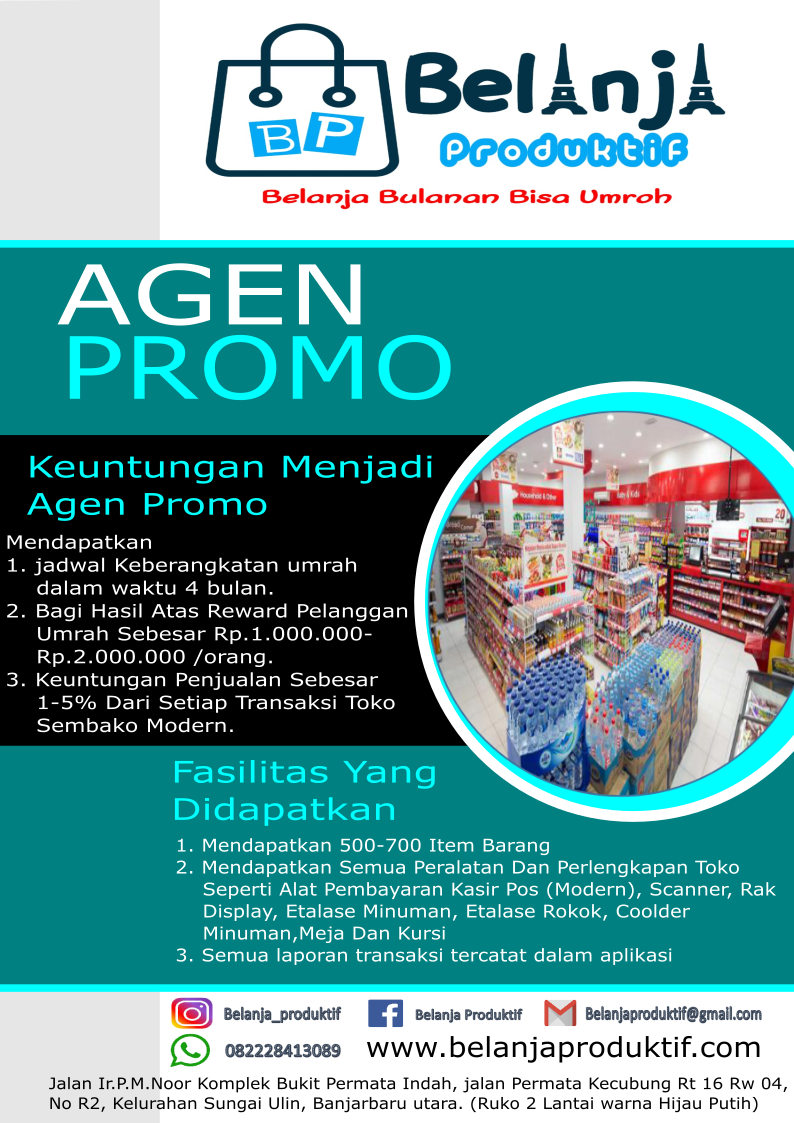 BP
Belanja
Produktif
Belanja Bulanan Bisa Umroh
AGEN
PROMO
Keuntungan Menjadi
Agen Promo
Mendapatkan
1. jadwal Keberangkatan umrah
dalam waktu 4 bulan.
2. Bagi Hasil Atas Reward Pelanggan
Umrah Sebesar Rp.1.000.000-
Rp.2.000.000 /orang.
3. Keuntungan Penjualan Sebesar
1-5% Dari Setiap Transaksi Toko
Sembako Modern.
Household & Other
& Kids
20
Fasilitas Yang
Didapatkan
1. Mendapatkan 500-700 Item Barang
2. Mendapatkan Semua Peralatan Dan Perlengkapan Toko
Seperti Alat Pembayaran Kasir Pos (Modern), Scanner, Rak
Display, Etalase Minuman, Etalase Rokok, Coolder
Minuman,Meja Dan Kursi
3. Semua laporan transaksi tercatat dalam aplikasi
Belanja_produktif
Belanja Produktif
Belanjaproduktif@gmail.com
082228413089
www.belanjaproduktif.com
Jalan Ir.P.M.Noor Komplek Bukit Permata Indah, jalan Permata Kecubung Rt 16 Rw 04,
No R2, Kelurahan Sungai Ulin, Banjarbaru utara. (Ruko 2 Lantai warna Hijau Putih)